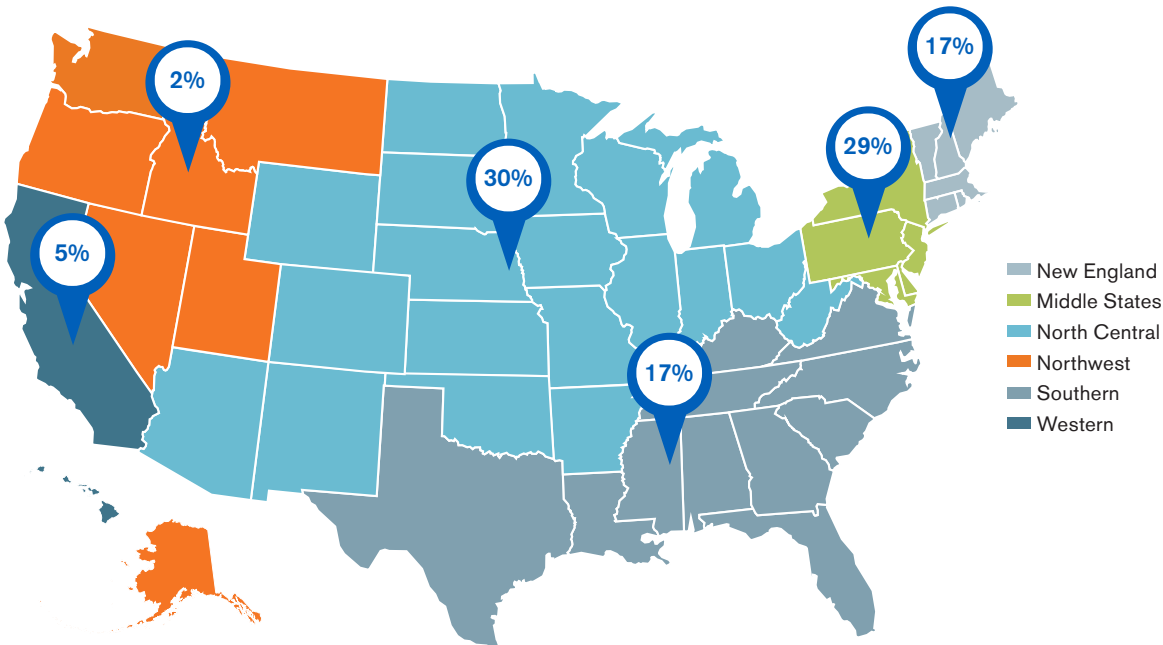 17%
2%
29%
30%
5%
17%
New England
Middle States
North Central
Northwest
Southern
Western